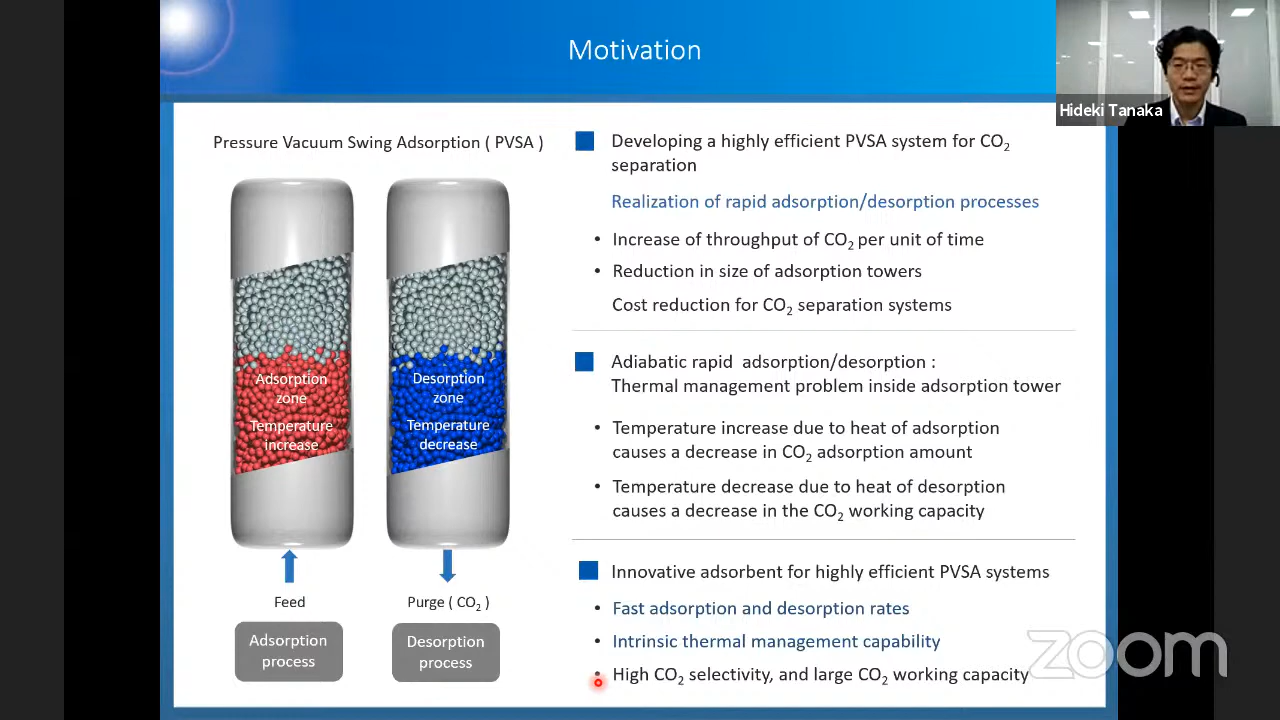 Motivation
Hideki Tanaka
Pressure Vacuum Swing Adsorption ( PVSA )
Adsorption
zone
Temperature
increase
Desorption
zone
Temperature
decrease
Feed
Purge ( CO₂ )
Adsorption
process
Desorption
process
Developing a highly efficient PVSA system for CO₂
separation
Realization of rapid adsorption/desorption processes
• Increase of throughput of CO₂ per unit of time
• Reduction in size of adsorption towers
Cost reduction for CO₂ separation systems
Adiabatic rapid adsorption/desorption :
Thermal management problem inside adsorption tower
• Temperature increase due to heat of adsorption
causes a decrease in CO₂ adsorption amount
• Temperature decrease due to heat of desorption
causes a decrease in the CO₂ working capacity
Innovative adsorbent for highly efficient PVSA systems
• Fast adsorption and desorption rates
• Intrinsic thermal management capability
• High CO₂ selectivity, and large CO₂ working capacity
zoom